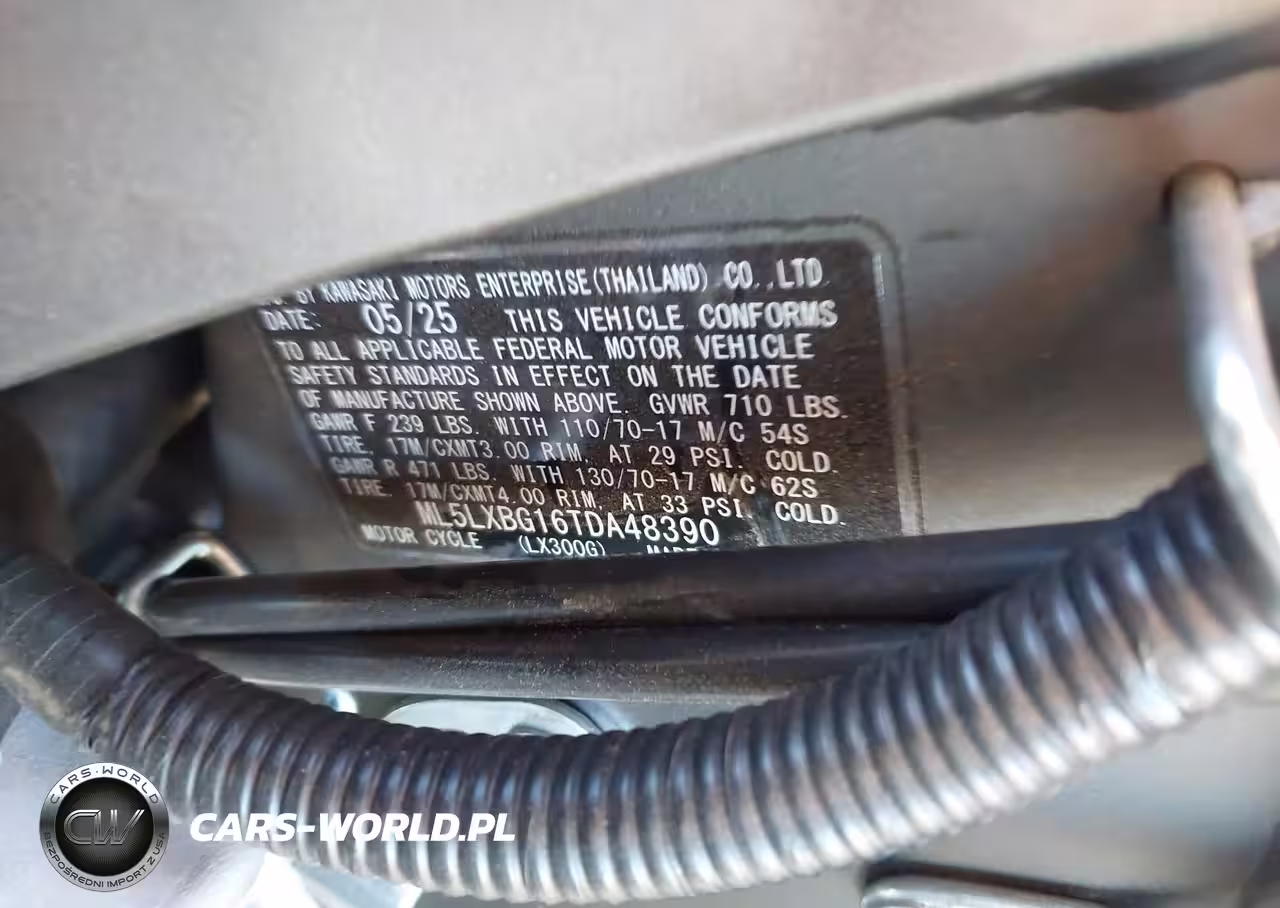 BY KAWASAKI MOTORS ENTERPRISE(THAILAND) CO.,LTD.
DATE: 05/25 THIS VEHICLE CONFORMS
TO ALL APPLICABLE FEDERAL MOTOR VEHICLE
SAFETY STANDARDS IN EFFECT ON THE DATE
OF MANUFACTURE SHOWN ABOVE. GVWR 710 LBS.
GAWR F 239 LBS. WITH 110/70-17 M/C 54S
TIRE, 17M/CXMT3.00 RIM, AT 29 PSI. COLD.
GAWR R 471 LBS. WITH 130/70-17 M/C 62S
TIRE, 17M/CXMT4.00 RIM, AT 33 PSI. COLD.
ML5LXBG16TDA48390
MOTOR CYCLE (LX300G)
CARS-WORLD
CW
BEZPOŚREDNI IMPORT Z USA
CARS-WORLD.PL